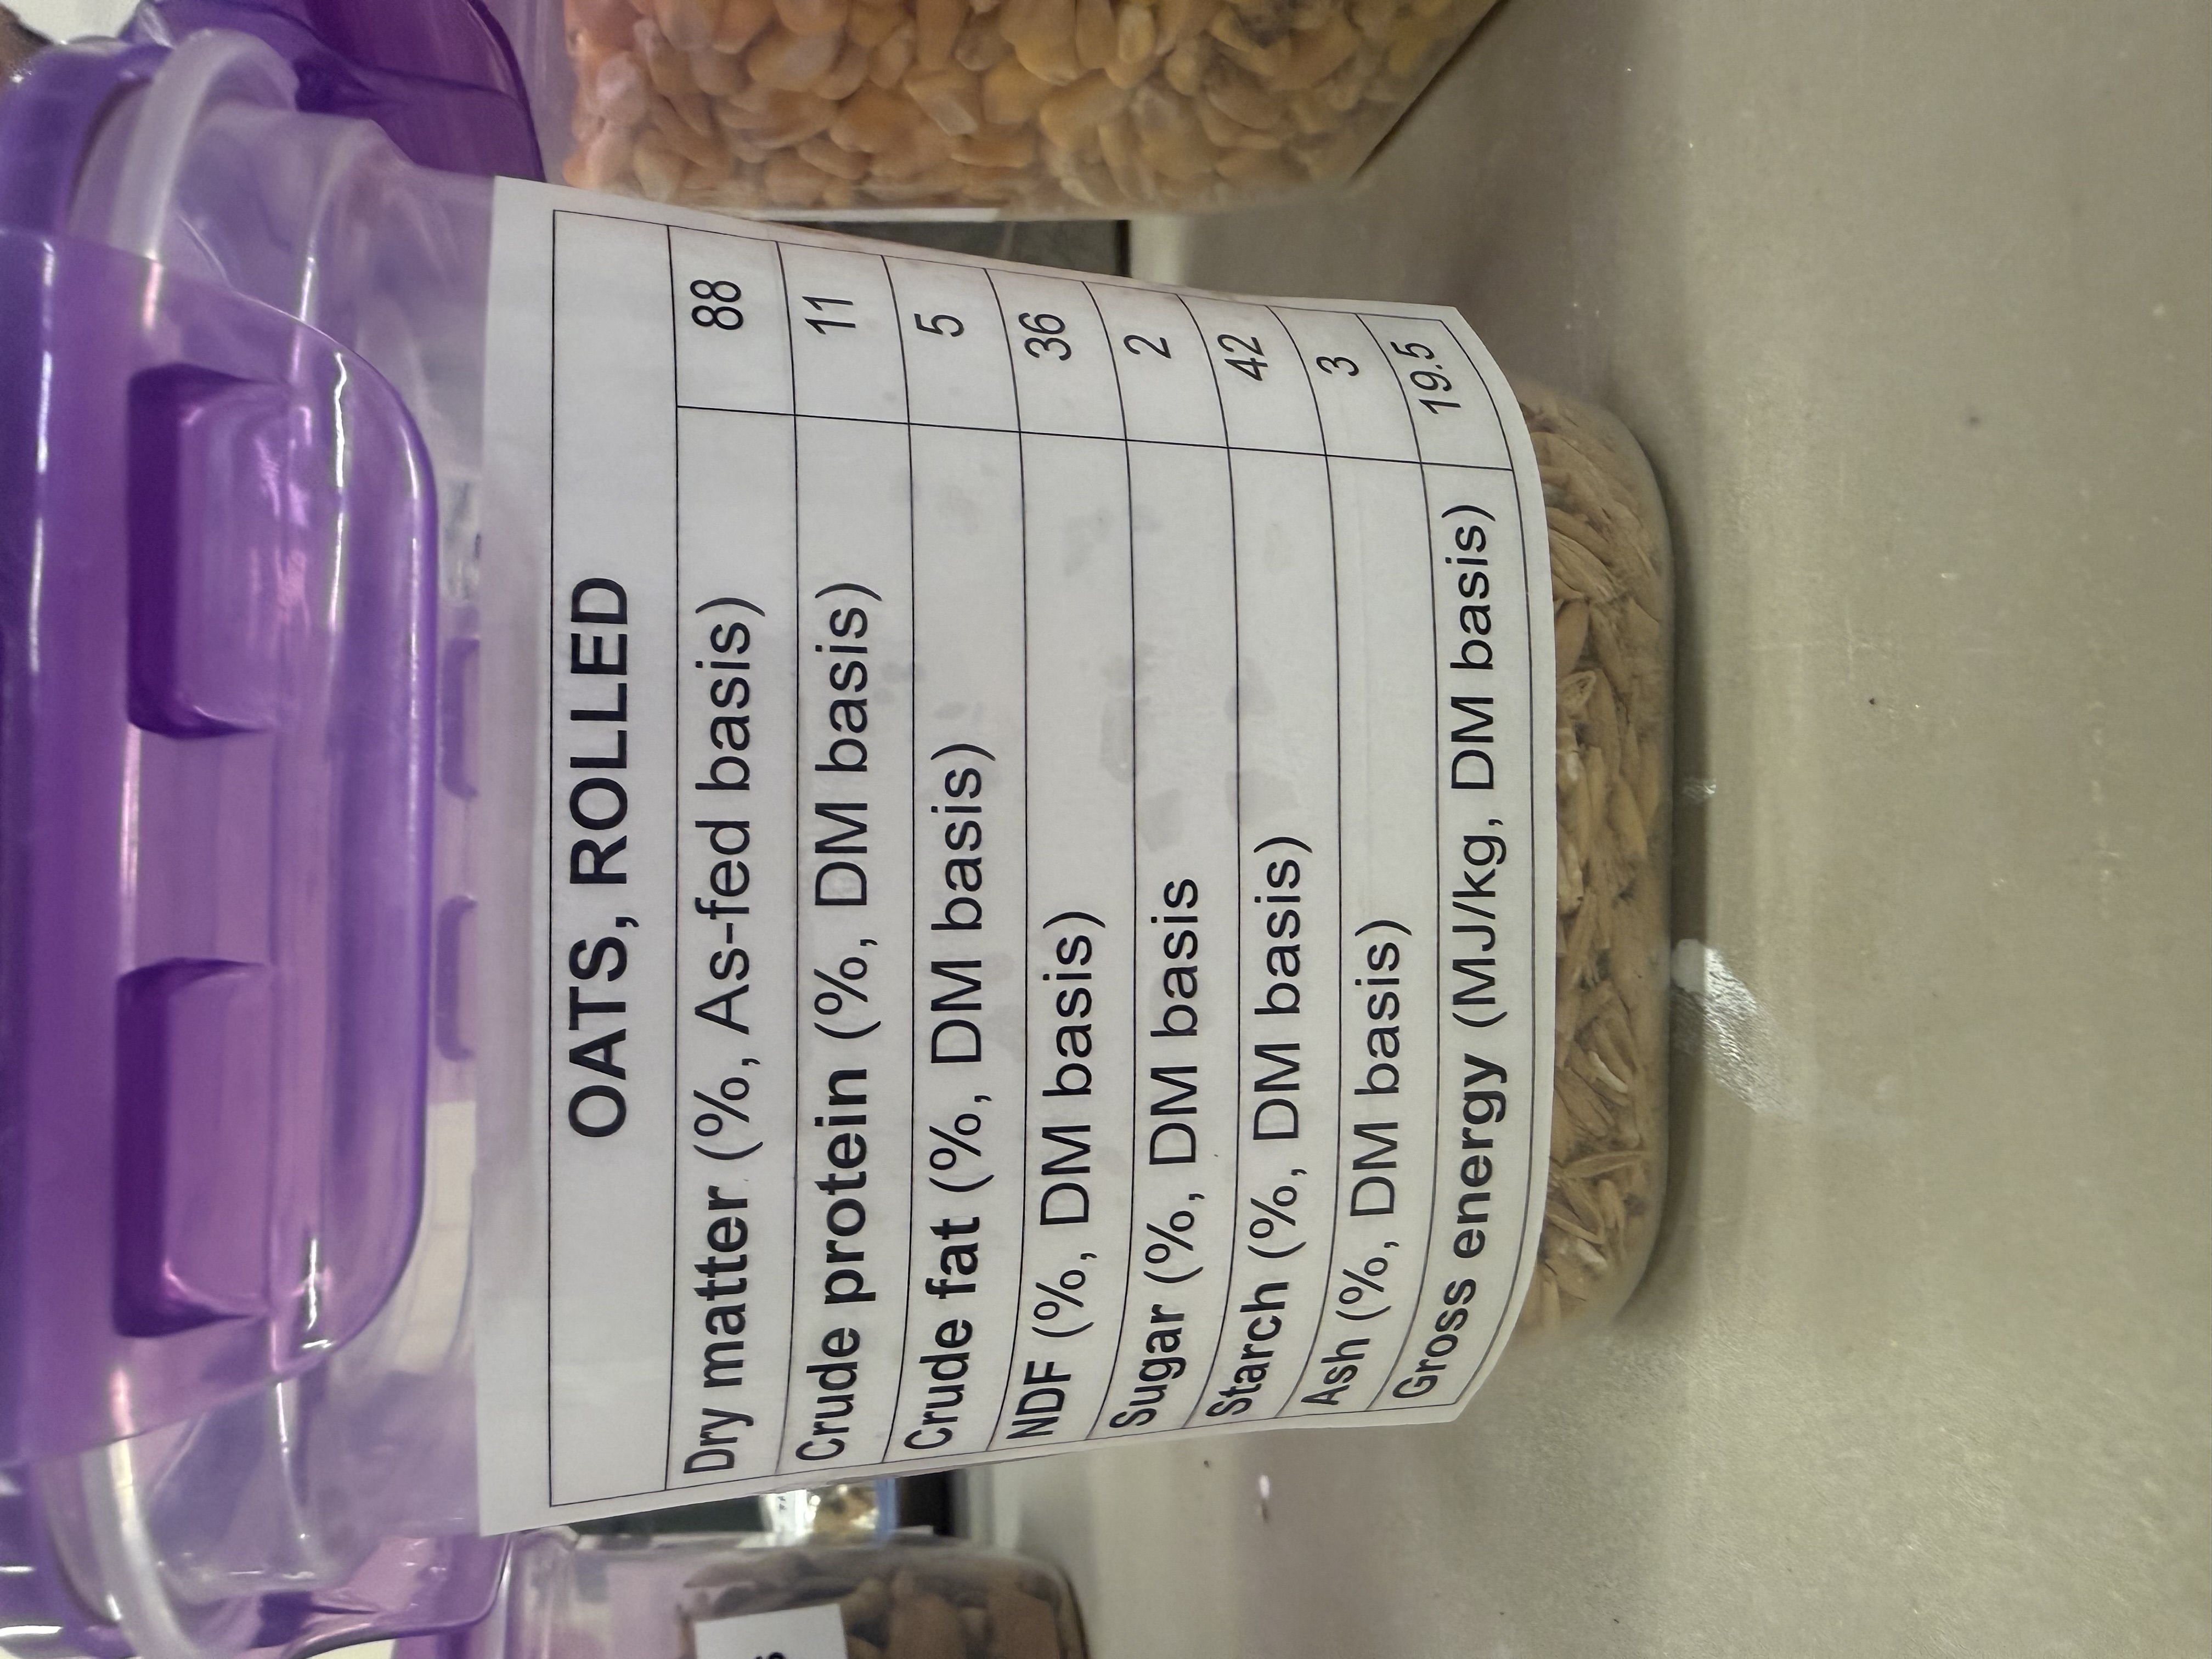 OATS, ROLLED
Dry matter (%, As-fed basis) 88
Crude protein (%, DM basis) 11
Crude fat (%, DM basis) 5
NDF (%, DM basis) 36
Sugar (%, DM basis 2
Starch (%, DM basis) 42
Ash (%, DM basis) 3
Gross energy (MJ/kg, DM basis) 19.5